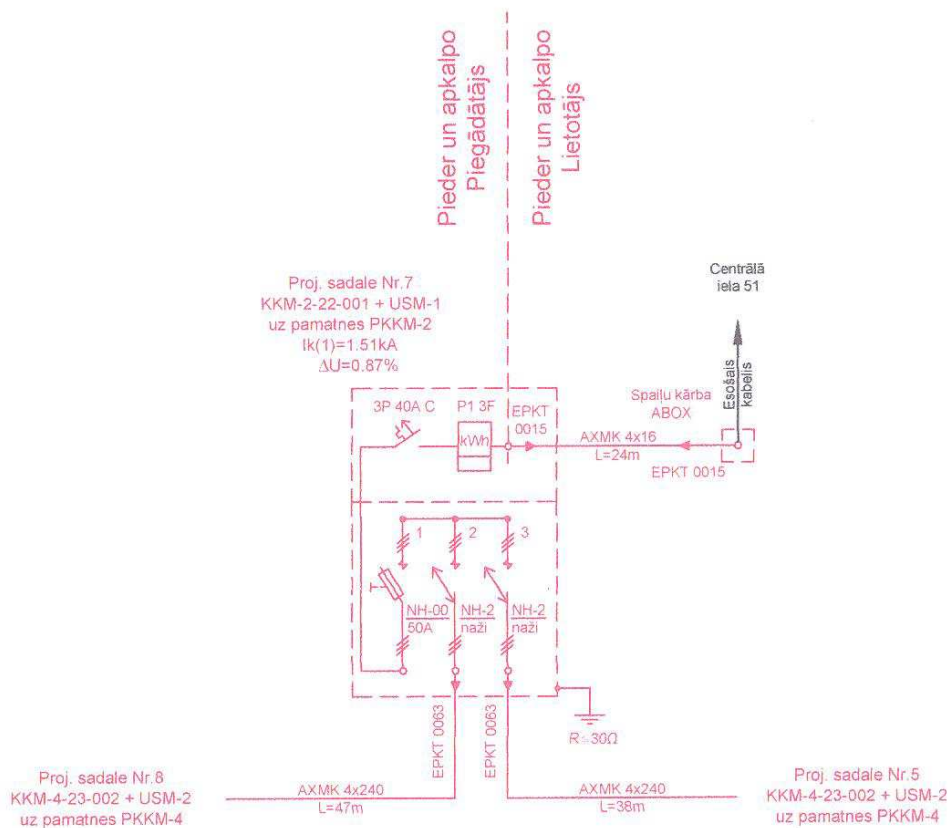 Pieder un apkalpo
Piegādātājs
Pieder un apkalpo
Lietotājs
Centrālā
iela 51
Proj. sadale Nr.7
KKM-2-22-001 + USM-1
uz pamatnes PKKM-2
Ik(1)=1.51kA
ΔU=0.87%
Esošais
kabelis
Spaiļu kārba
ABOX
3P 40A C
P1 3F
EPKT
0015
kWh
AXMK 4x16
L=24m
EPKT 0015
1
2
3
NH-00
50A
NH-2
naži
NH-2
naži
EPKT 0063
EPKT 0063
R≤30Ω
Proj. sadale Nr.8
KKM-4-23-002 + USM-2
uz pamatnes PKKM-4
AXMK 4x240
L=47m
AXMK 4x240
L=38m
Proj. sadale Nr.5
KKM-4-23-002 + USM-2
uz pamatnes PKKM-4